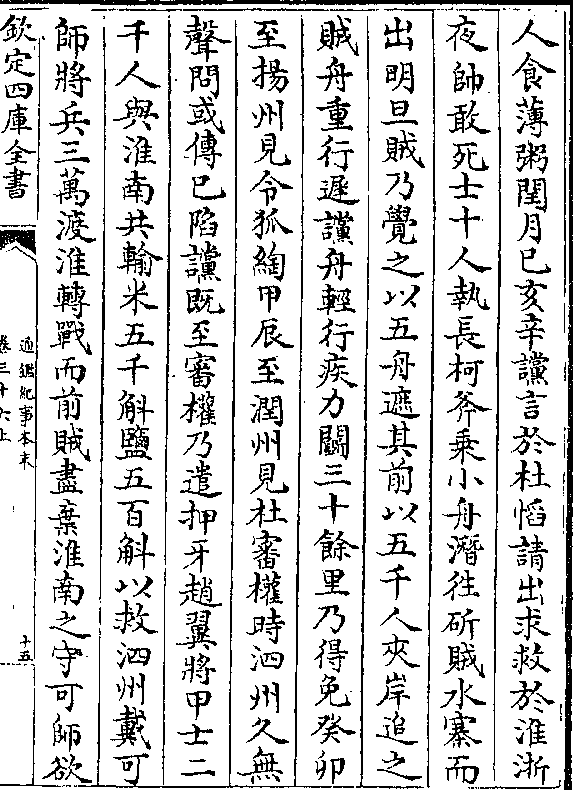 人食薄粥閏月己亥辛讜言於杜慆請出求救於淮浙
夜帥敢死士十人執長柯斧乗小舟潛往斫賊水寨而
出明旦賊乃覺之以五舟遮其前以五千人夾岸追之
賊舟重行遲讜舟輕行疾力鬬三十餘里乃得免癸卯
至揚州見令狐綯甲辰至潤州見杜審權時泗州久無
聲問或傳已陷讜既至審權乃遣押牙趙翼將甲士二
千人與淮南共輸米五千斛鹽五百斛以救泗州戴可
師將兵三萬渡淮轉戰而前賊盡棄淮南之守可師欲
欽定四庫全書
通鑑紀事本末
卷三十六上
十五